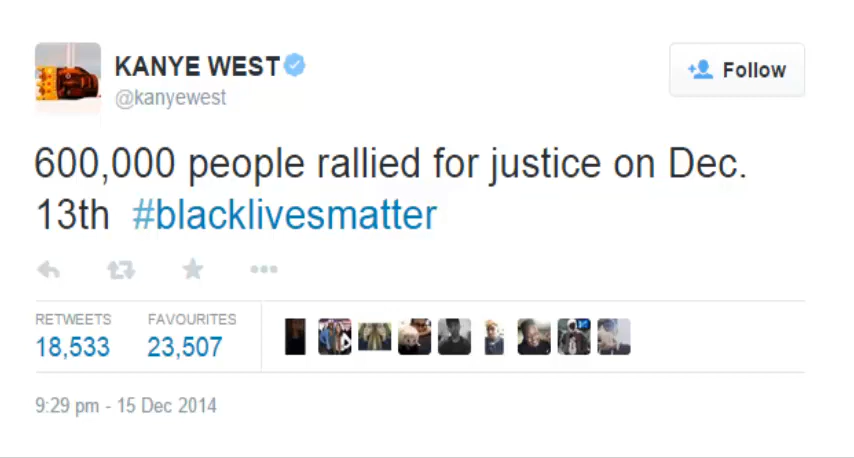 KANYE WEST
@kanyewest
Follow
600,000 people rallied for justice on Dec.
13th #blacklivesmatter
RETWEETS FAVOURITES
18,533 23,507
9:29 pm - 15 Dec 2014